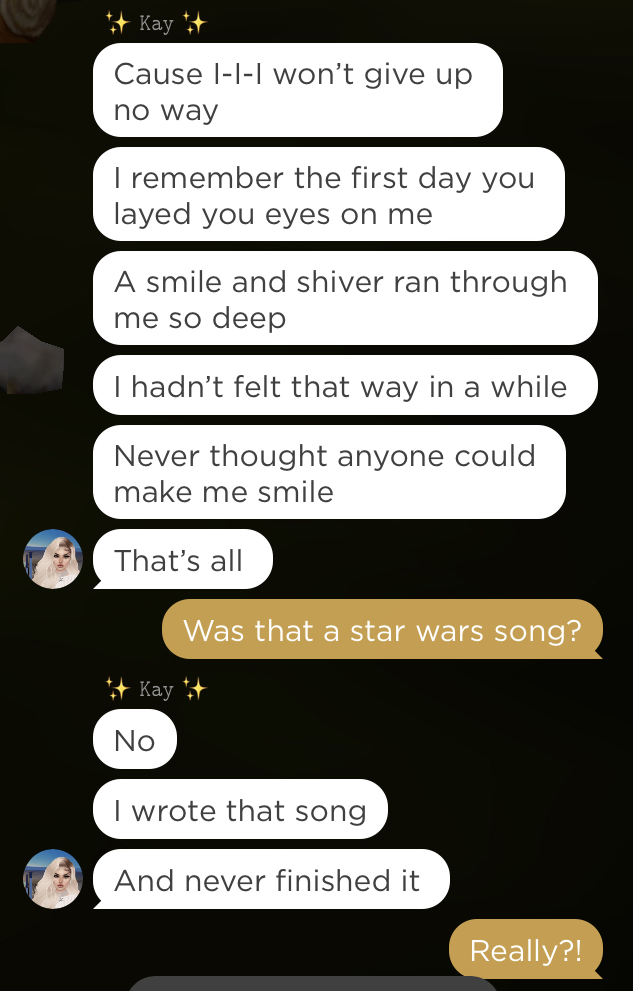 ✨ Kay ✨
Cause I-I-I won’t give up
no way
I remember the first day you
layed you eyes on me
A smile and shiver ran through
me so deep
I hadn’t felt that way in a while
Never thought anyone could
make me smile
That’s all
Was that a star wars song?
✨ Kay ✨
No
I wrote that song
And never finished it
Really?!